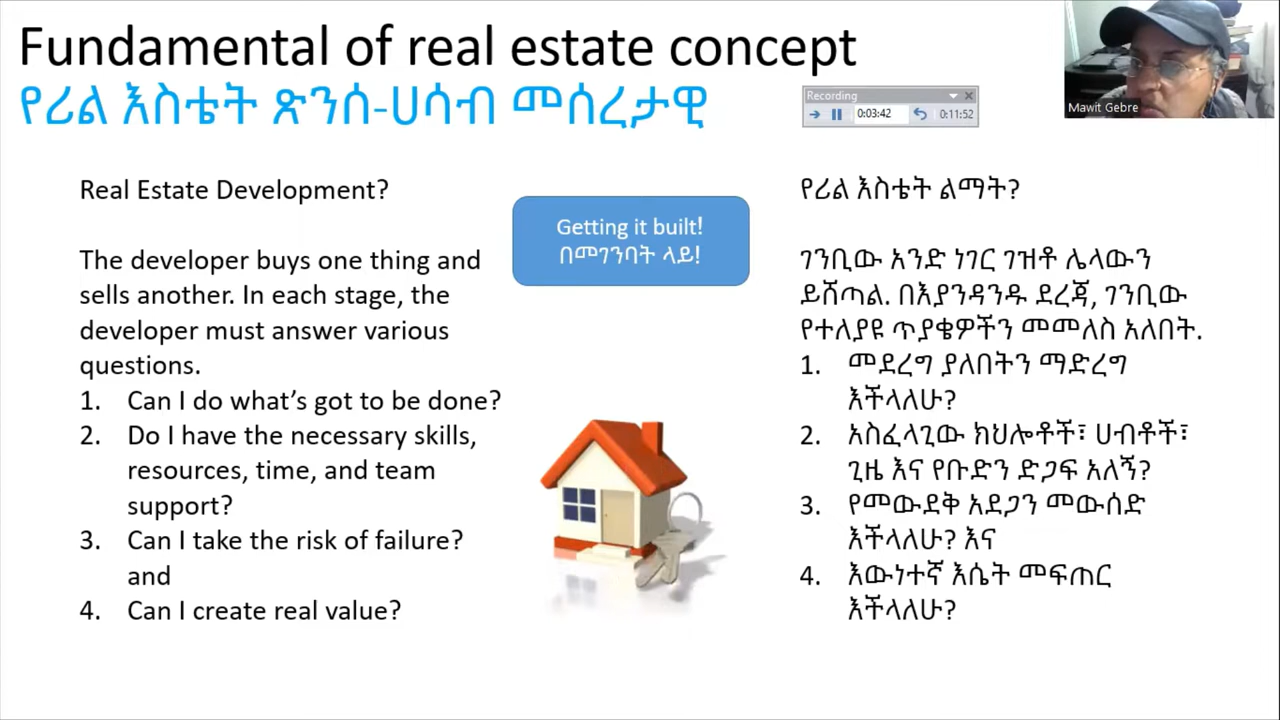 Fundamental of real estate concept
የሪል እስቴት ጽንሰ-ሀሳብ መሰረታዊ
Recording
0:03:42
0:11:52
Mawit Gebre
Real Estate Development?
The developer buys one thing and
sells another. In each stage, the
developer must answer various
questions.
1. Can I do what’s got to be done?
2. Do I have the necessary skills,
resources, time, and team
support?
3. Can I take the risk of failure?
and
4. Can I create real value?
Getting it built!
በመገንባት ላይ!
የሪል እስቴት ልማት?
ገንቢው አንድ ነገር ገዝቶ ሌላውን
ይሸጣል. በእያንዳንዱ ደረጃ, ገንቢው
የተለያዩ ጥያቄዎችን መመለስ አለበት.
1. መደረግ ያለበትን ማድረግ
እችላለሁ?
2. አስፈላጊው ክህሎቶች፣ ሀብቶች፣
ጊዜ እና የቡድን ድጋፍ አለኝ?
3. የመውደቅ አደጋን መውሰድ
እችላለሁ? እና
4. እውነተኛ እሴት መፍጠር
እችላለሁ?